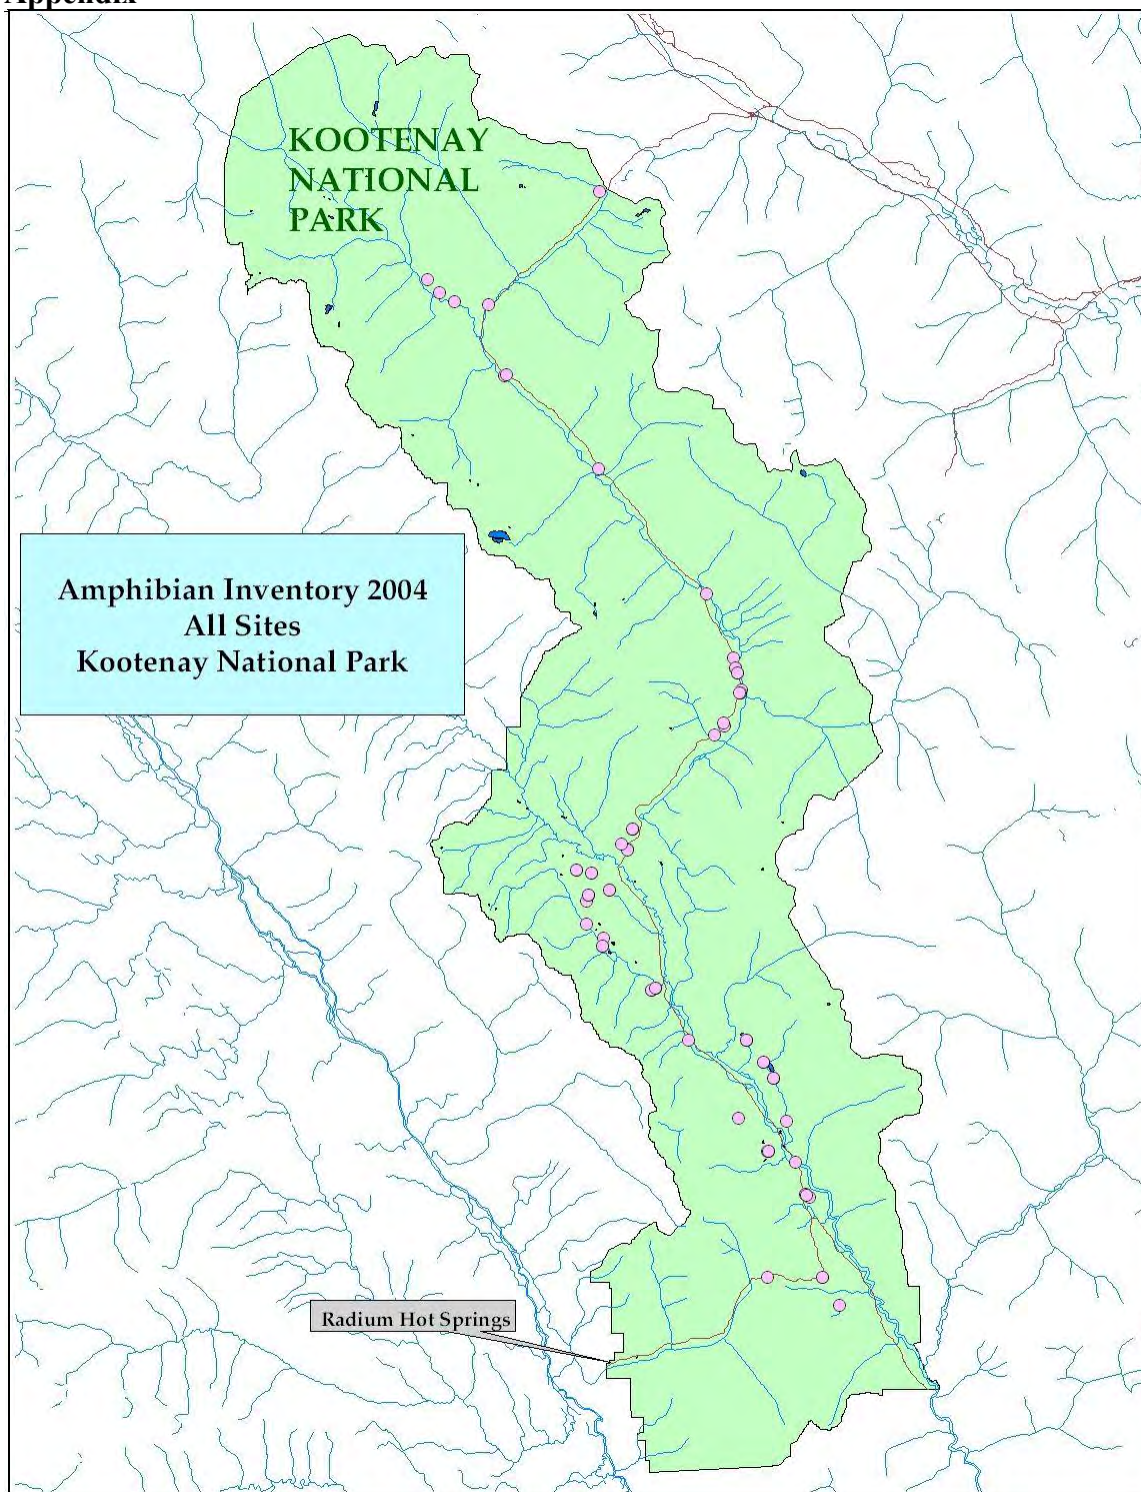 Appendix
KOOTENAY
NATIONAL
PARK
Amphibian Inventory 2004
All Sites
Kootenay National Park
Radium Hot Springs